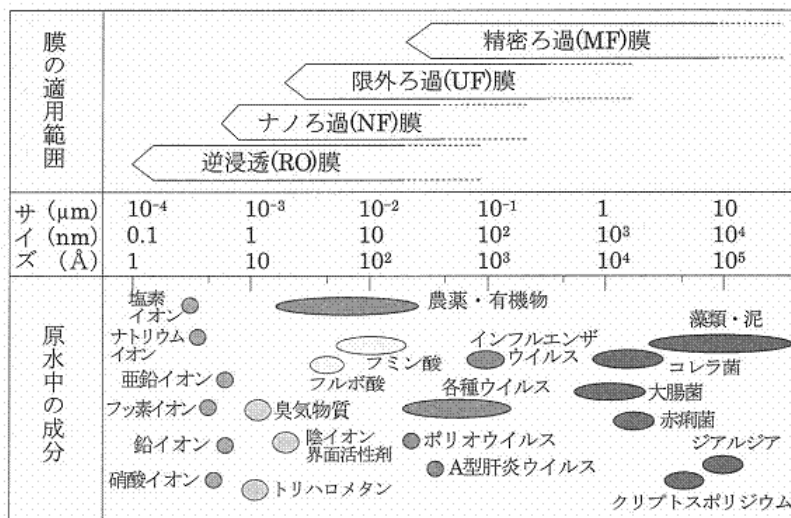 膜の適用範囲
精密ろ過(MF)膜
限外ろ過(UF)膜
ナノろ過(NF)膜
逆浸透(RO)膜
サイズ
(μm) 10⁻⁴ 10⁻³ 10⁻² 10⁻¹ 1 10
(nm) 0.1 1 10 10² 10³ 10⁴
(Å) 1 10 10² 10³ 10⁴ 10⁵
原水中の成分
塩素
イオン
農薬・有機物
藻類・泥
ナトリウム
イオン
フミン酸
インフルエンザ
ウイルス
コレラ菌
亜鉛イオン
フルボ酸
各種ウイルス
大腸菌
フッ素イオン
臭気物質
赤痢菌
鉛イオン
陰イオン
界面活性剤
ポリオウイルス
ジアルジア
A型肝炎ウイルス
硝酸イオン
トリハロメタン
クリプトスポリジウム